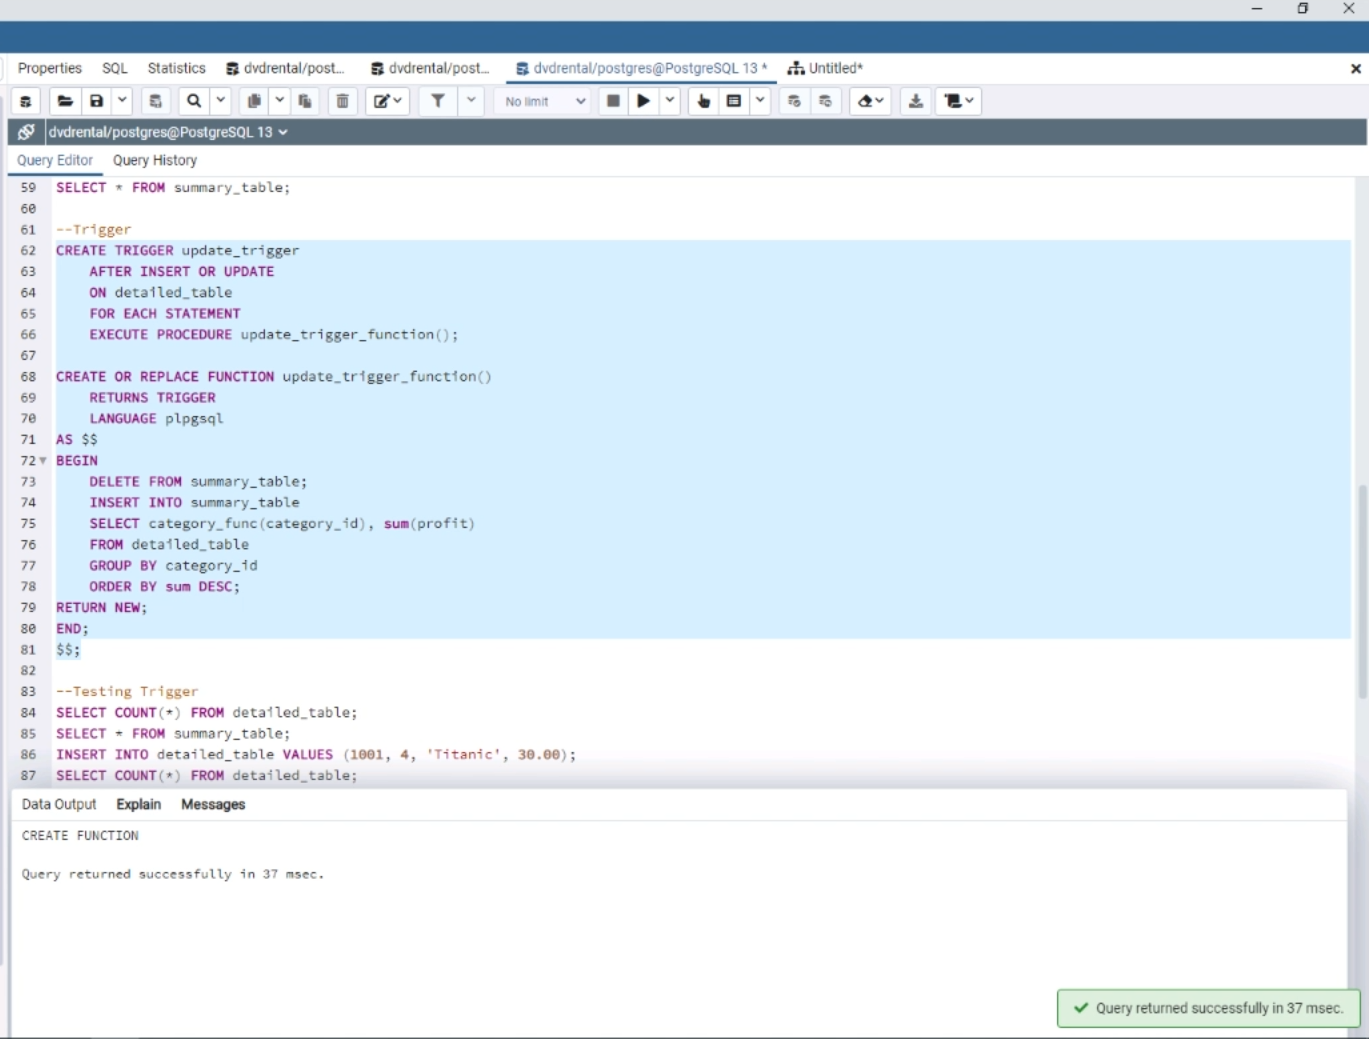 Properties SQL Statistics dvdrental/post... dvdrental/post... dvdrental/postgres@PostgreSQL 13 * Untitled*
No limit
dvdrental/postgres@PostgreSQL 13
Query Editor Query History
59 SELECT * FROM summary_table;
60
61 --Trigger
62 CREATE TRIGGER update_trigger
63 AFTER INSERT OR UPDATE
64 ON detailed_table
65 FOR EACH STATEMENT
66 EXECUTE PROCEDURE update_trigger_function();
67
68 CREATE OR REPLACE FUNCTION update_trigger_function()
69 RETURNS TRIGGER
70 LANGUAGE plpgsql
71 AS $$
72 BEGIN
73 DELETE FROM summary_table;
74 INSERT INTO summary_table
75 SELECT category_func(category_id), sum(profit)
76 FROM detailed_table
77 GROUP BY category_id
78 ORDER BY sum DESC;
79 RETURN NEW;
80 END;
81 $$;
82
83 --Testing Trigger
84 SELECT COUNT(*) FROM detailed_table;
85 SELECT * FROM summary_table;
86 INSERT INTO detailed_table VALUES (1001, 4, 'Titanic', 30.00);
87 SELECT COUNT(*) FROM detailed_table;
Data Output Explain Messages
CREATE FUNCTION
Query returned successfully in 37 msec.
Query returned successfully in 37 msec.